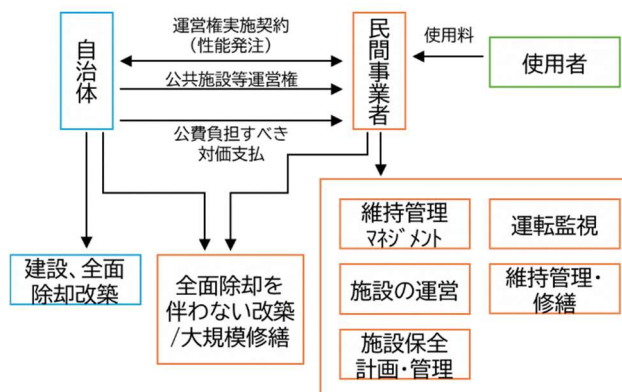 自治体
運営権実施契約
(性能発注)
公共施設等運営権
公費負担すべき
対価支払
民間事業者
使用料
使用者
建設、全面
除却改築
全面除却を
伴わない改築
/大規模修繕
維持管理
ﾏﾈｼﾞﾒﾝﾄ
運転監視
施設の運営
維持管理・
修繕
施設保全
計画・管理